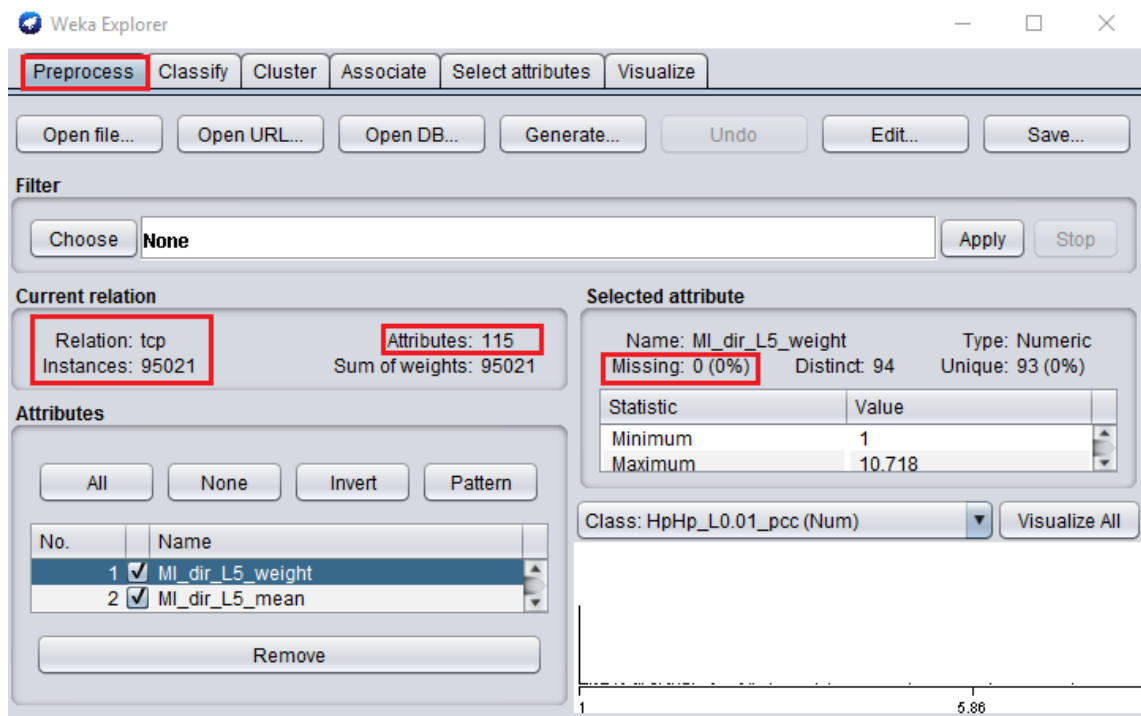 Weka Explorer
Preprocess Classify Cluster Associate Select attributes Visualize
Open file... Open URL... Open DB... Generate... Undo Edit... Save...
Filter
Choose None Apply Stop
Current relation
Relation: tcp Attributes: 115
Instances: 95021 Sum of weights: 95021
Attributes
All None Invert Pattern
No. Name
1 MI_dir_L5_weight
2 MI_dir_L5_mean
Remove
Selected attribute
Name: MI_dir_L5_weight Type: Numeric
Missing: 0 (0%) Distinct: 94 Unique: 93 (0%)
Statistic Value
Minimum 1
Maximum 10.718
Class: HpHp_L0.01_pcc (Num) Visualize All
1 5.86